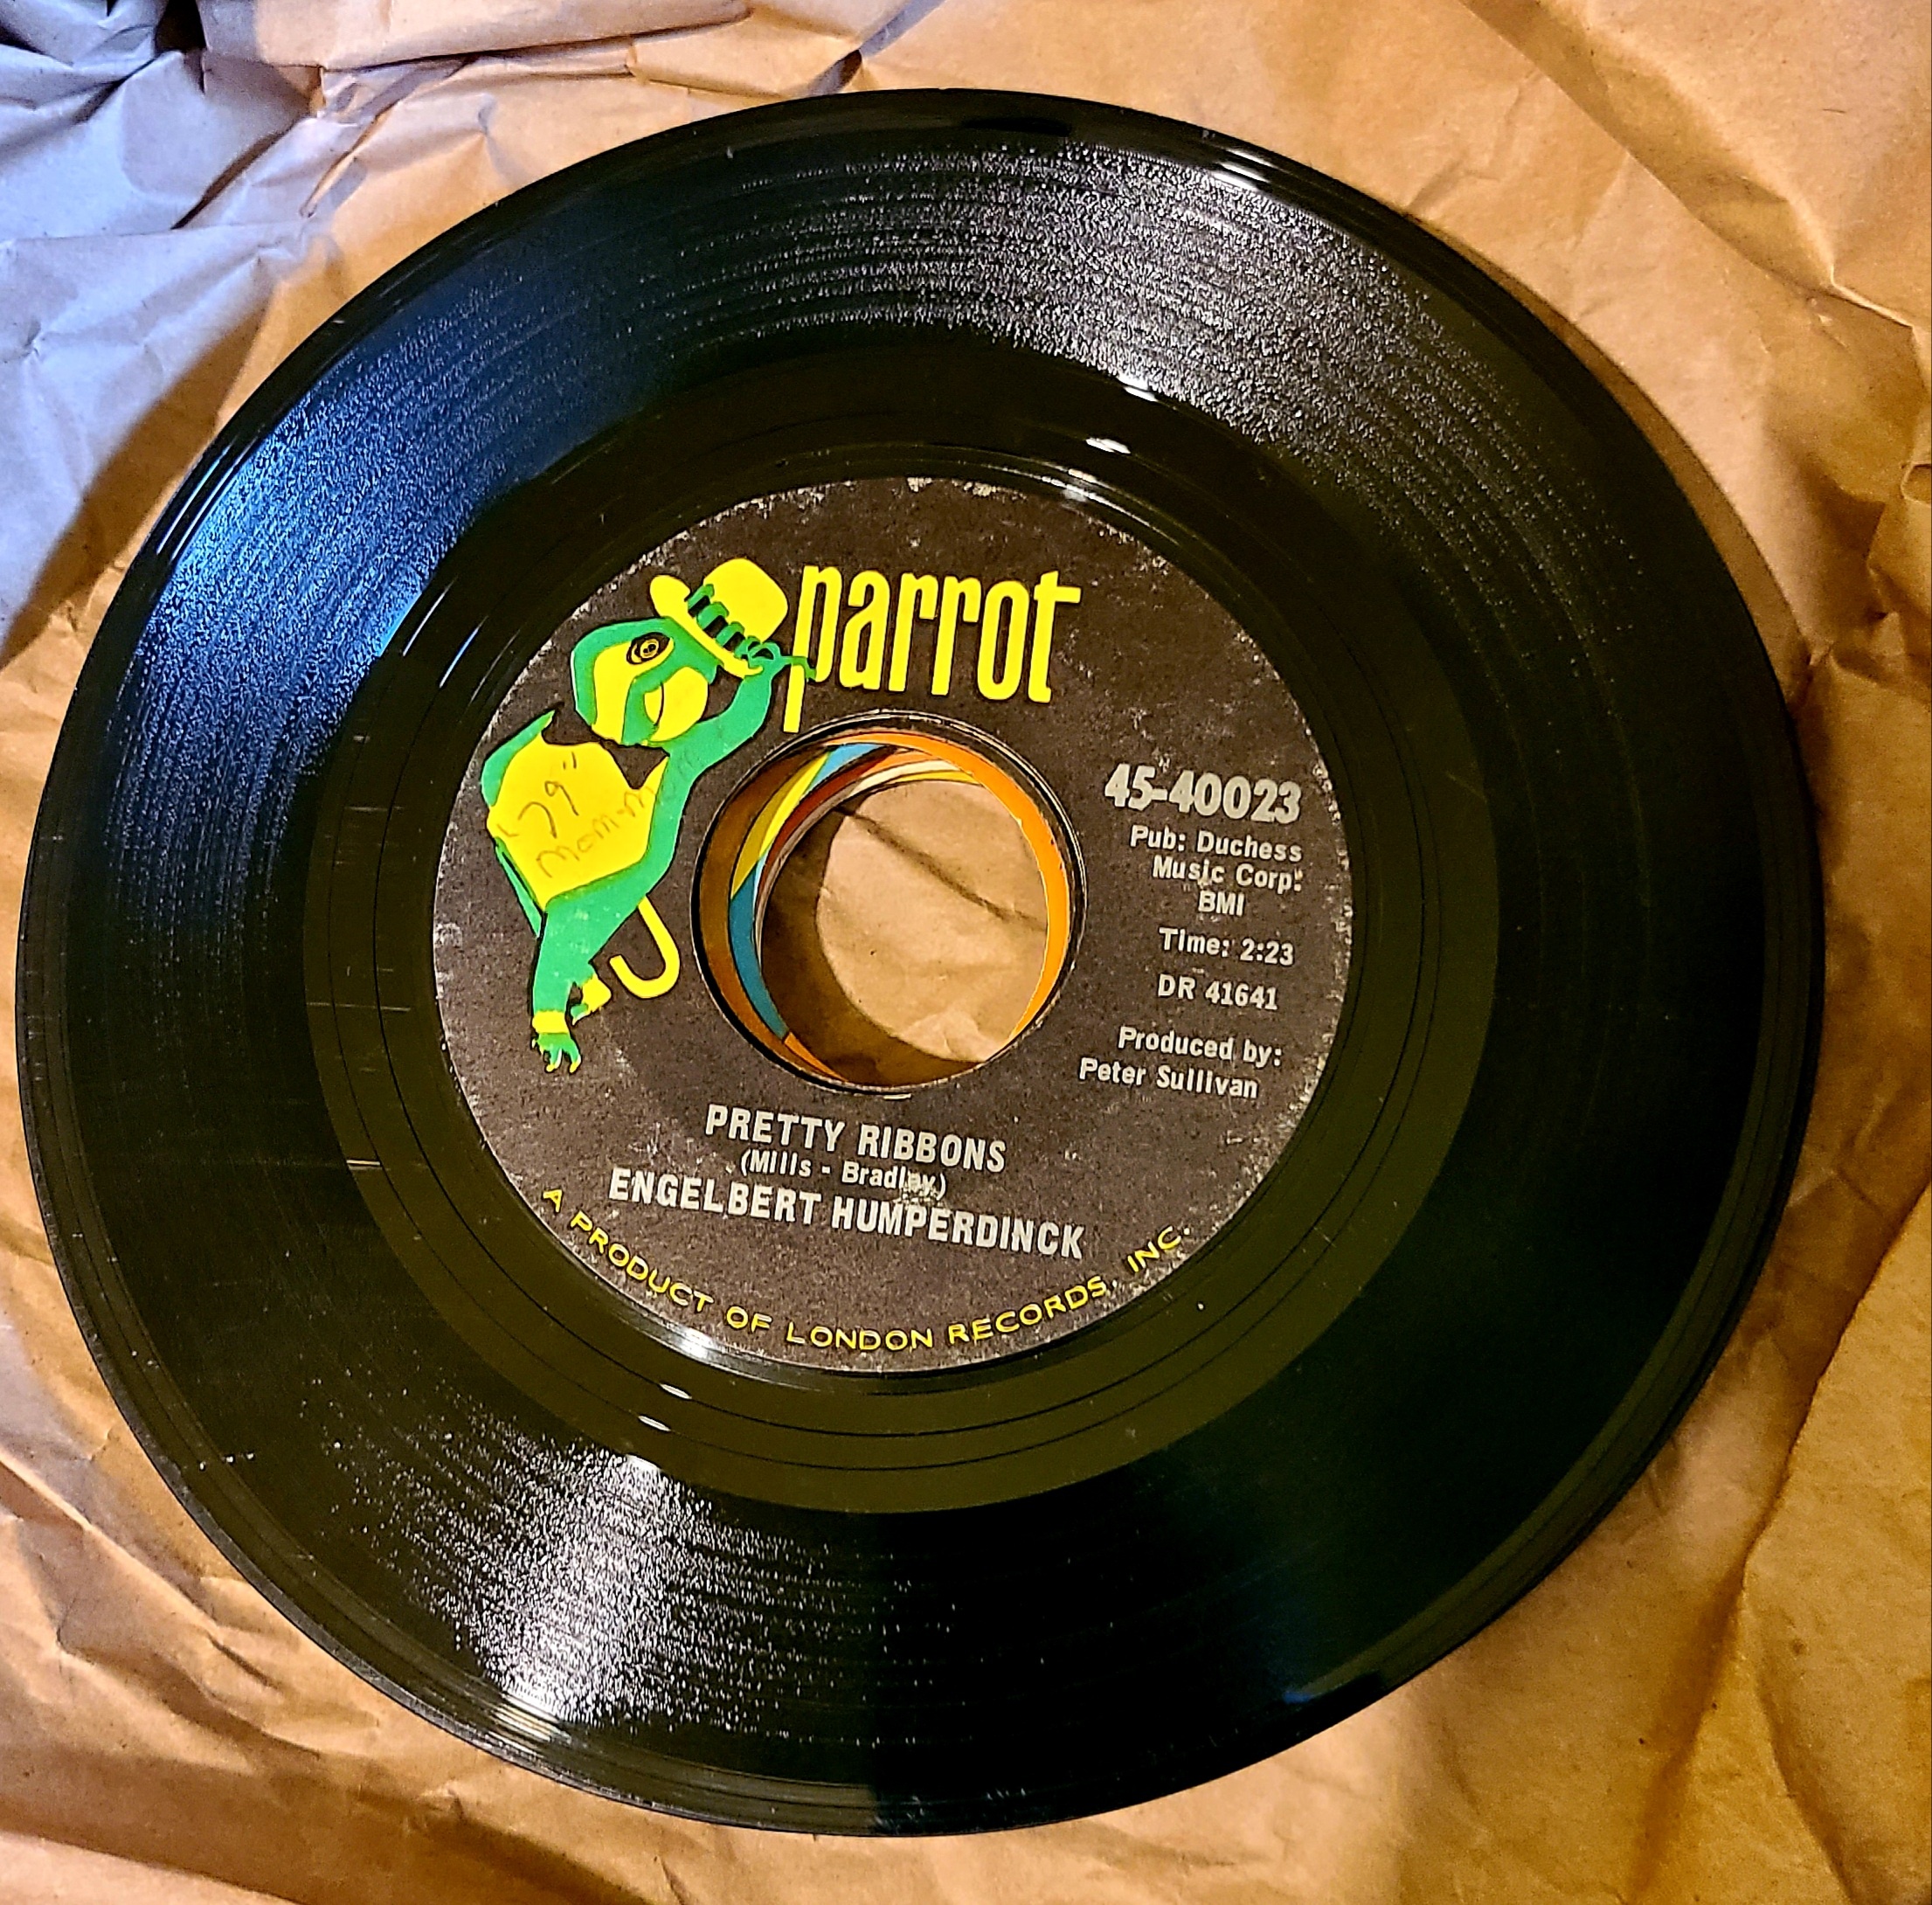 parrot
"79"
45-40023
Pub: Duchess
Music Corp:
BMI
Time: 2:23
DR 41641
Produced by:
Peter Sullivan
PRETTY RIBBONS
(Mills - Bradley)
ENGELBERT HUMPERDINCK
A PRODUCT OF LONDON RECORDS, INC.